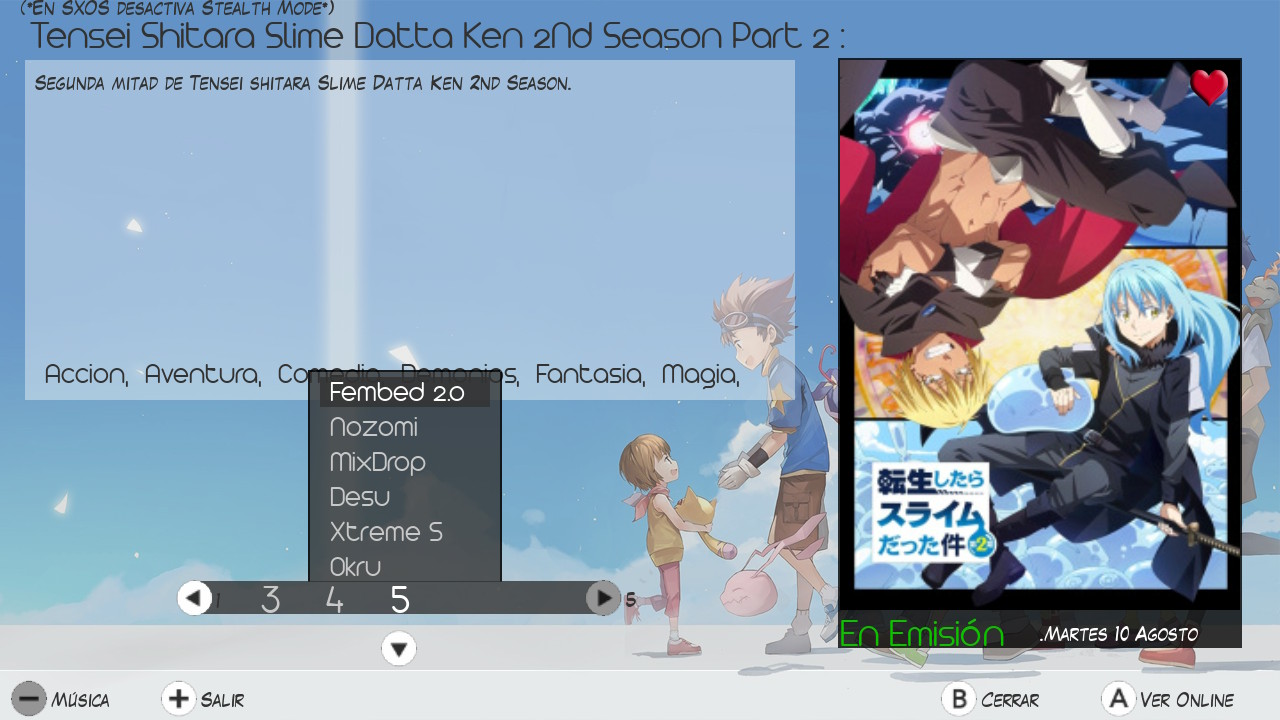 (*En SXOS desactiva Stealth Mode*)
Tensei Shitara Slime Datta Ken 2Nd Season Part 2 :
Segunda mitad de Tensei shitara Slime Datta Ken 2nd Season.
Accion, Aventura, Comedia, Demonios, Fantasia, Magia,
Fembed 2.0
Nozomi
MixDrop
Desu
Xtreme S
Okru
1 3 4 5 5
転生したら
スライム
だった件 第2期
En Emisión .Martes 10 Agosto
Música
Salir
B Cerrar
A Ver Online